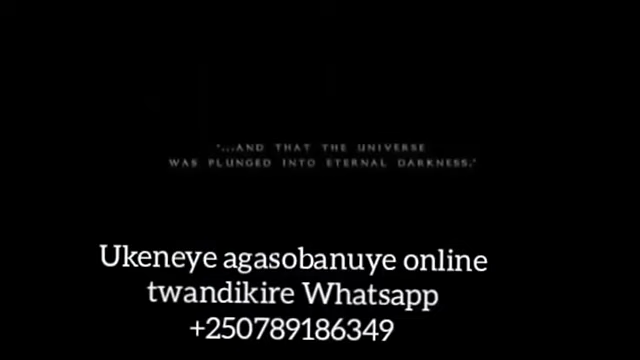 "...AND THAT THE UNIVERSE
WAS PLUNGED INTO ETERNAL DARKNESS."
Ukeneye agasobanuye online
twandikire Whatsapp
+250789186349